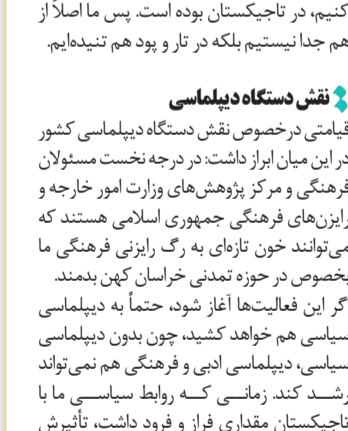 کنیم، در تاجیکستان بوده است. پس ما اصلاً از
هم جدا نیستیم بلکه در تار و پود هم تنیده‌ایم.
نقش دستگاه دیپلماسی
قیامتی درخصوص نقش دستگاه دیپلماسی کشور
در این میان ابراز داشت: در درجه نخست مسئولان
فرهنگی و مرکز پژوهش‌های وزارت امور خارجه و
رایزن‌های فرهنگی جمهوری اسلامی هستند که
می‌توانند خون تازه‌ای به رگ رایزنی فرهنگی ما
بخصوص در حوزه تمدنی خراسان کهن بدمند.
گر این فعالیت‌ها آغاز شود، حتماً به دیپلماسی
سیاسی هم خواهد کشید، چون بدون دیپلماسی
سیاسی، دیپلماسی ادبی و فرهنگی هم نمی‌تواند
رشد کند. زمانی که روابط سیاسی ما با
تاجیکستان مقداری فراز و فرود داشت، تأثیرش